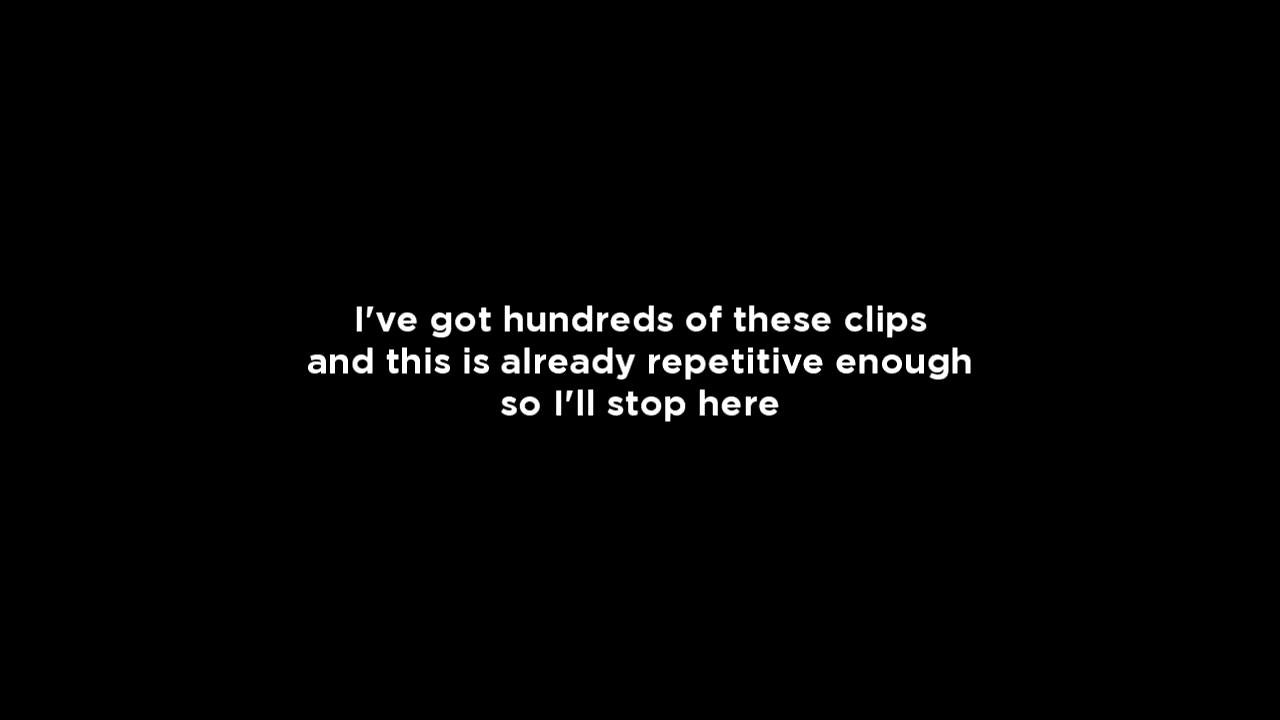 I've got hundreds of these clips
and this is already repetitive enough
so I'll stop here